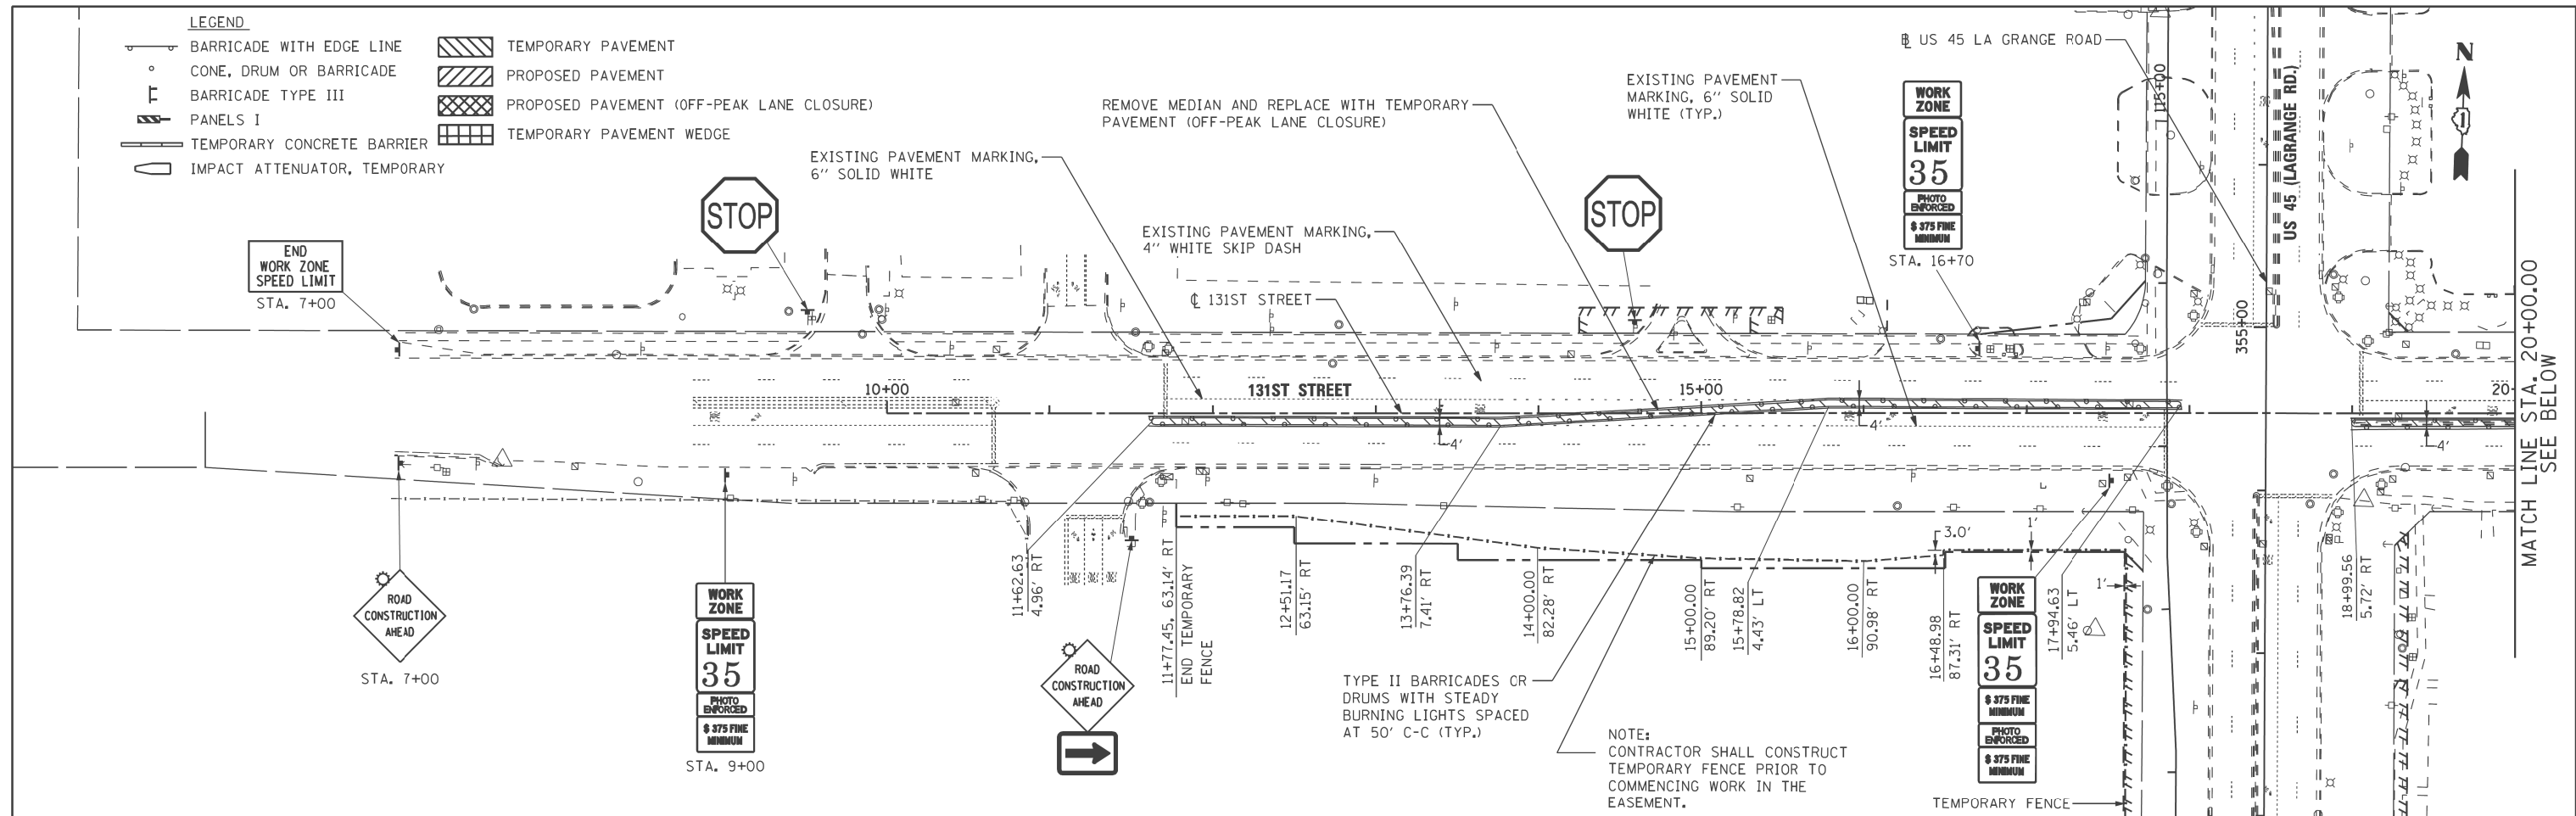 LEGEND
BARRICADE WITH EDGE LINE
CONE, DRUM OR BARRICADE
BARRICADE TYPE III
PANELS I
TEMPORARY CONCRETE BARRIER
IMPACT ATTENUATOR, TEMPORARY
TEMPORARY PAVEMENT
PROPOSED PAVEMENT
PROPOSED PAVEMENT (OFF-PEAK LANE CLOSURE)
TEMPORARY PAVEMENT WEDGE
EXISTING PAVEMENT MARKING,
6" SOLID WHITE
REMOVE MEDIAN AND REPLACE WITH TEMPORARY
PAVEMENT (OFF-PEAK LANE CLOSURE)
EXISTING PAVEMENT MARKING,
4" WHITE SKIP DASH
EXISTING PAVEMENT
MARKING, 6" SOLID
WHITE (TYP.)
℄ 131ST STREET
US 45 LA GRANGE ROAD
N
1
STOP
STOP
END
WORK ZONE
SPEED LIMIT
STA. 7+00
WORK
ZONE
SPEED
LIMIT
35
PHOTO
ENFORCED
$ 375 FINE
MINIMUM
STA. 16+70
115+00
US 45 (LAGRANGE RD.)
355+00
10+00
131ST STREET
15+00
20+
MATCH LINE STA. 20+00.00
SEE BELOW
4'
4'
4'
ROAD
CONSTRUCTION
AHEAD
STA. 7+00
WORK
ZONE
SPEED
LIMIT
35
PHOTO
ENFORCED
$ 375 FINE
MINIMUM
STA. 9+00
11+62.63
4.96' RT
ROAD
CONSTRUCTION
AHEAD
11+77.45, 63.14' RT
END TEMPORARY
FENCE
12+51.17
63.15' RT
13+76.39
7.41' RT
14+00.00
82.28' RT
15+00.00
89.20' RT
15+78.82
4.43' LT
16+00.00
90.98' RT
16+48.98
87.31' RT
3.0'
1'
1'
17+94.63
5.46' LT
18+99.56
5.72' RT
TYPE II BARRICADES OR
DRUMS WITH STEADY
BURNING LIGHTS SPACED
AT 50' C-C (TYP.)
NOTE:
CONTRACTOR SHALL CONSTRUCT
TEMPORARY FENCE PRIOR TO
COMMENCING WORK IN THE
EASEMENT.
WORK
ZONE
SPEED
LIMIT
35
$ 375 FINE
MINIMUM
PHOTO
ENFORCED
$ 375 FINE
MINIMUM
TEMPORARY FENCE